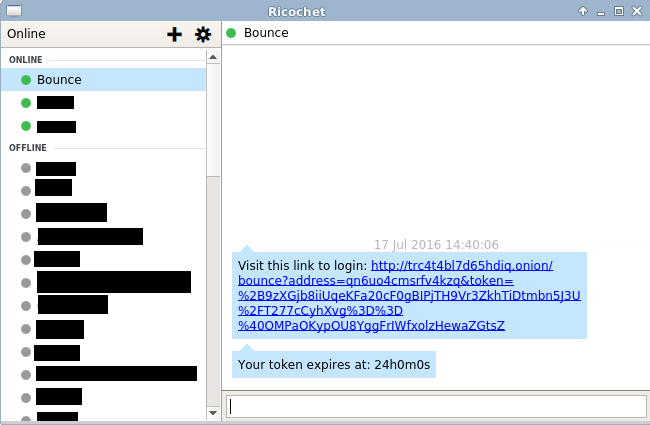 Ricochet
Online
Bounce
ONLINE
Bounce
OFFLINE
17 Jul 2016 14:40:06
Visit this link to login: http://trc4t4bl7d65hdiq.onion/
bounce?address=qn6uo4cmsrfv4kzq&token=
%2B9zXGjb8iiUqeKFa20cF0gBIPjTH9Vr3ZkhTiDtmbn5J3U
%2FT277cCyhXvg%3D%3D
%40OMPaOKypOU8YggFrIWfxolzHewaZGtsZ
Your token expires at: 24h0m0s